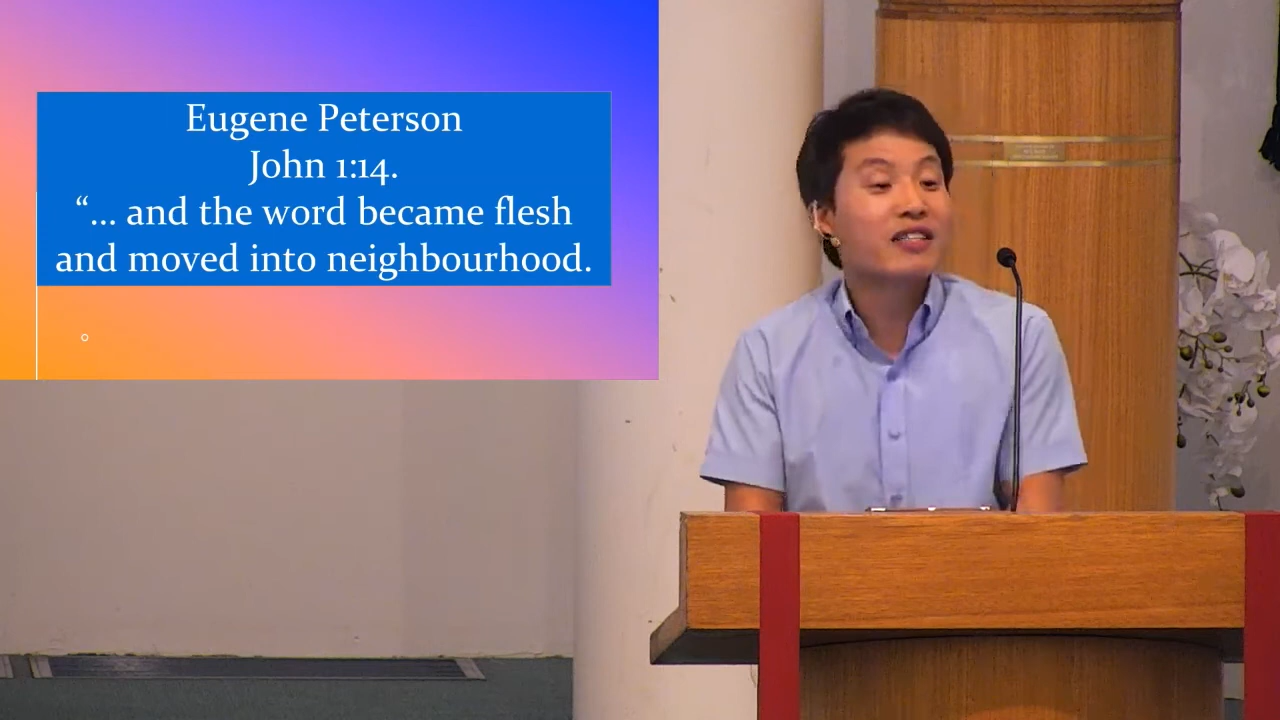 Eugene Peterson
John 1:14.
“… and the word became flesh
and moved into neighbourhood.